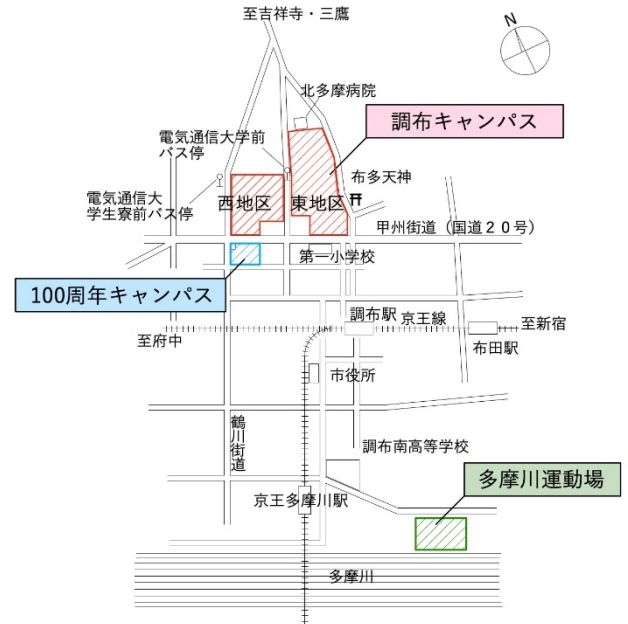 至吉祥寺・三鷹
N
北多摩病院
調布キャンパス
電気通信大学前
バス停
布多天神
電気通信大
学生寮前バス停
西地区
東地区
甲州街道（国道２０号）
第一小学校
100周年キャンパス
調布駅
京王線
至新宿
至府中
布田駅
市役所
鶴川街道
調布南高等学校
多摩川運動場
京王多摩川駅
多摩川